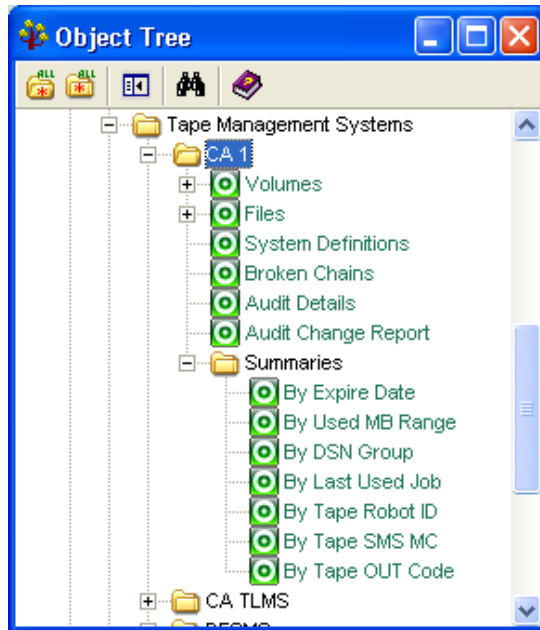 Object Tree
ALL ALL
Tape Management Systems
CA 1
Volumes
Files
System Definitions
Broken Chains
Audit Details
Audit Change Report
Summaries
By Expire Date
By Used MB Range
By DSN Group
By Last Used Job
By Tape Robot ID
By Tape SMS MC
By Tape OUT Code
CA TLMS